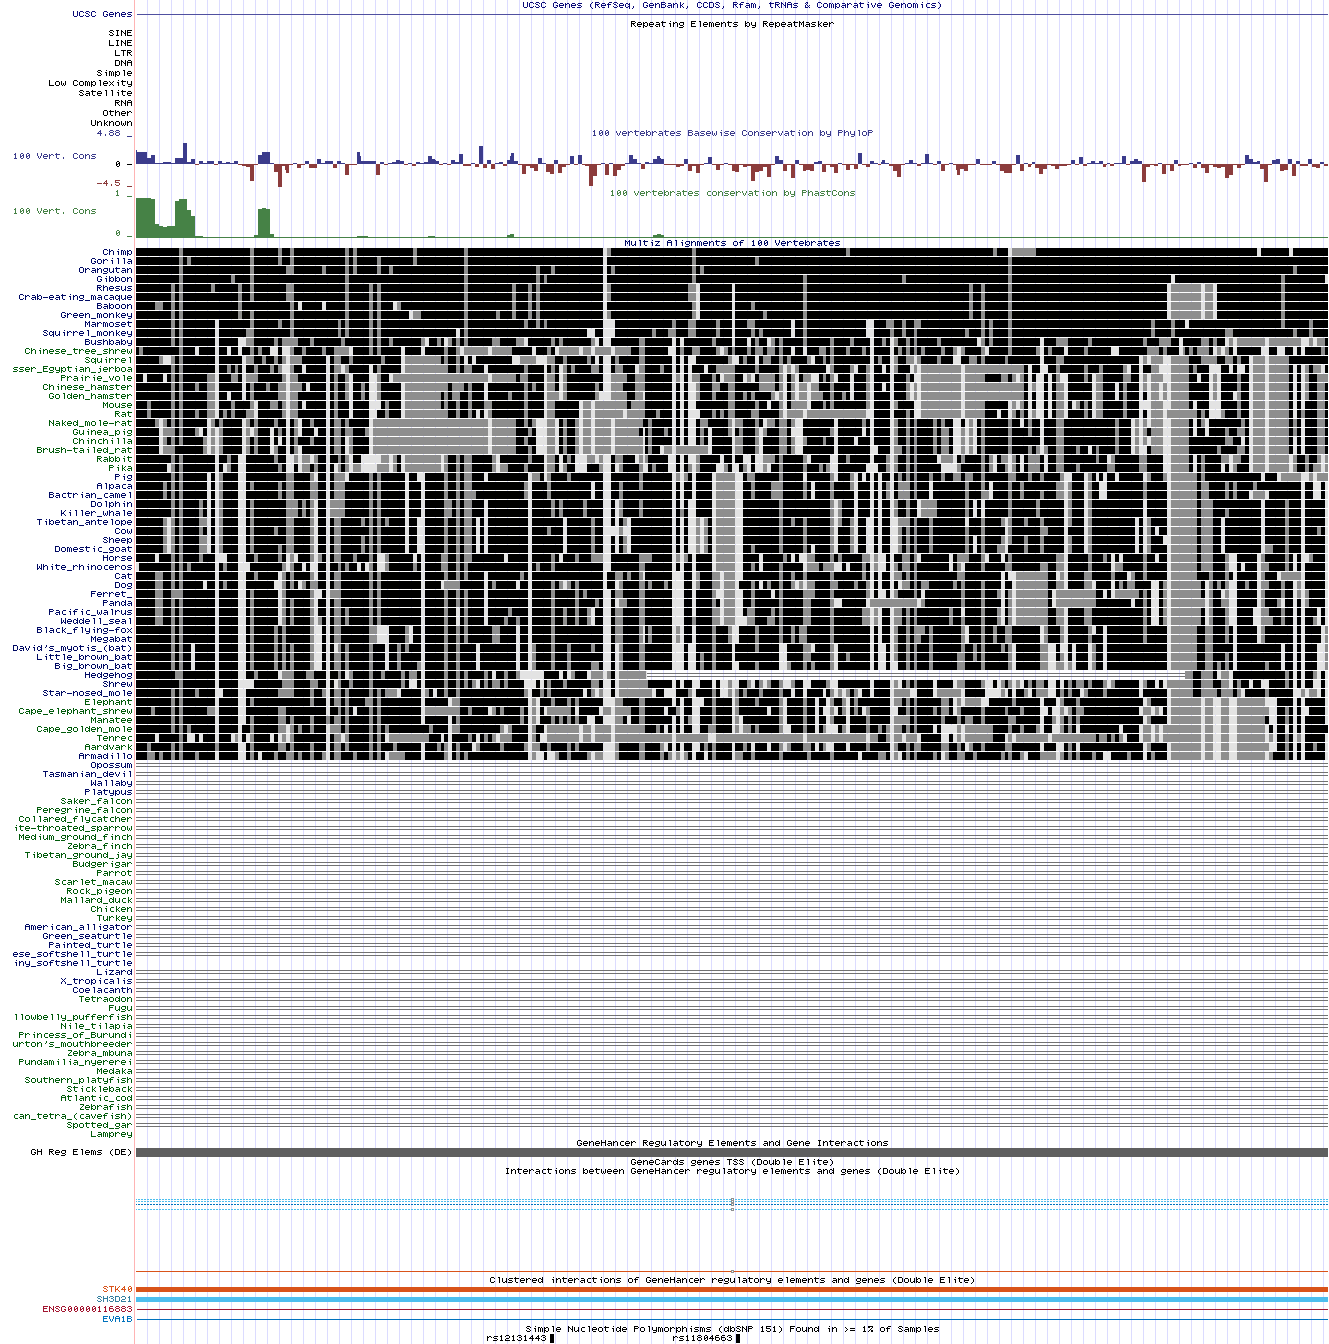 UCSC Genes (RefSeq, GenBank, CCDS, Rfam, tRNAs & Comparative Genomics)
UCSC Genes
Repeating Elements by RepeatMasker
SINE
LINE
LTR
DNA
Simple
Low Complexity
Satellite
RNA
Other
Unknown
4.88 _
100 vertebrates Basewise Conservation by PhyloP
100 Vert. Cons
0 _
-4.5 _
100 vertebrates conservation by PhastCons
1 _
100 Vert. Cons
0 _
Multiz Alignments of 100 Vertebrates
Chimp
Gorilla
Orangutan
Gibbon
Rhesus
Crab-eating_macaque
Baboon
Green_monkey
Marmoset
Squirrel_monkey
Bushbaby
Chinese_tree_shrew
Squirrel
sser_Egyptian_jerboa
Prairie_vole
Chinese_hamster
Golden_hamster
Mouse
Rat
Naked_mole-rat
Guinea_pig
Chinchilla
Brush-tailed_rat
Rabbit
Pika
Pig
Alpaca
Bactrian_camel
Dolphin
Killer_whale
Tibetan_antelope
Cow
Sheep
Domestic_goat
Horse
White_rhinoceros
Cat
Dog
Ferret_
Panda
Pacific_walrus
Weddell_seal
Black_flying-fox
Megabat
David's_myotis_(bat)
Little_brown_bat
Big_brown_bat
Hedgehog
Shrew
Star-nosed_mole
Elephant
Cape_elephant_shrew
Manatee
Cape_golden_mole
Tenrec
Aardvark
Armadillo
Opossum
Tasmanian_devil
Wallaby
Platypus
Saker_falcon
Peregrine_falcon
Collared_flycatcher
ite-throated_sparrow
Medium_ground_finch
Zebra_finch
Tibetan_ground_jay
Budgerigar
Parrot
Scarlet_macaw
Rock_pigeon
Mallard_duck
Chicken
Turkey
American_alligator
Green_seaturtle
Painted_turtle
ese_softshell_turtle
iny_softshell_turtle
Lizard
X_tropicalis
Coelacanth
Tetraodon
Fugu
llowbelly_pufferfish
Nile_tilapia
Princess_of_Burundi
urton's_mouthbreeder
Zebra_mbuna
Pundamilia_nyererei
Medaka
Southern_platyfish
Stickleback
Atlantic_cod
Zebrafish
can_tetra_(cavefish)
Spotted_gar
Lamprey
GeneHancer Regulatory Elements and Gene Interactions
GH Reg Elems (DE)
GeneCards genes TSS (Double Elite)
Interactions between GeneHancer regulatory elements and genes (Double Elite)
Clustered interactions of GeneHancer regulatory elements and genes (Double Elite)
STK40
SH3D21
ENSG00000116883
EVA1B
Simple Nucleotide Polymorphisms (dbSNP 151) Found in >= 1% of Samples
rs12131443 rs11804663